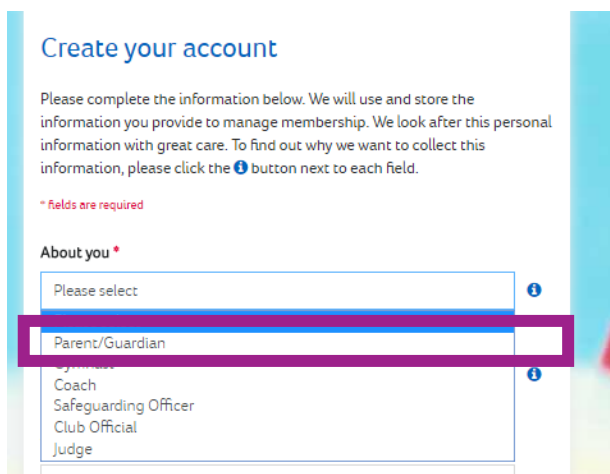 Create your account
Please complete the information below. We will use and store the
information you provide to manage membership. We look after this personal
information with great care. To find out why we want to collect this
information, please click the i button next to each field.
* fields are required
About you *
Please select
Parent/Guardian
Coach
Safeguarding Officer
Club Official
Judge